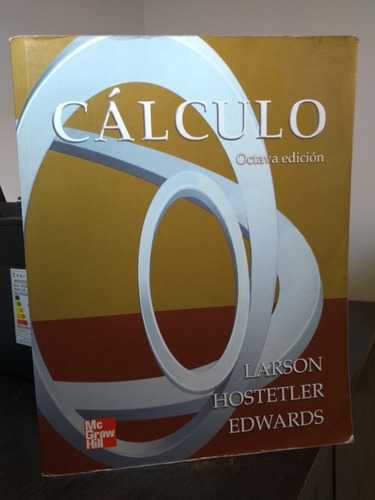 CÁLCULO
Octava edición
LARSON
HOSTETLER
EDWARDS
Mc
Graw
Hill